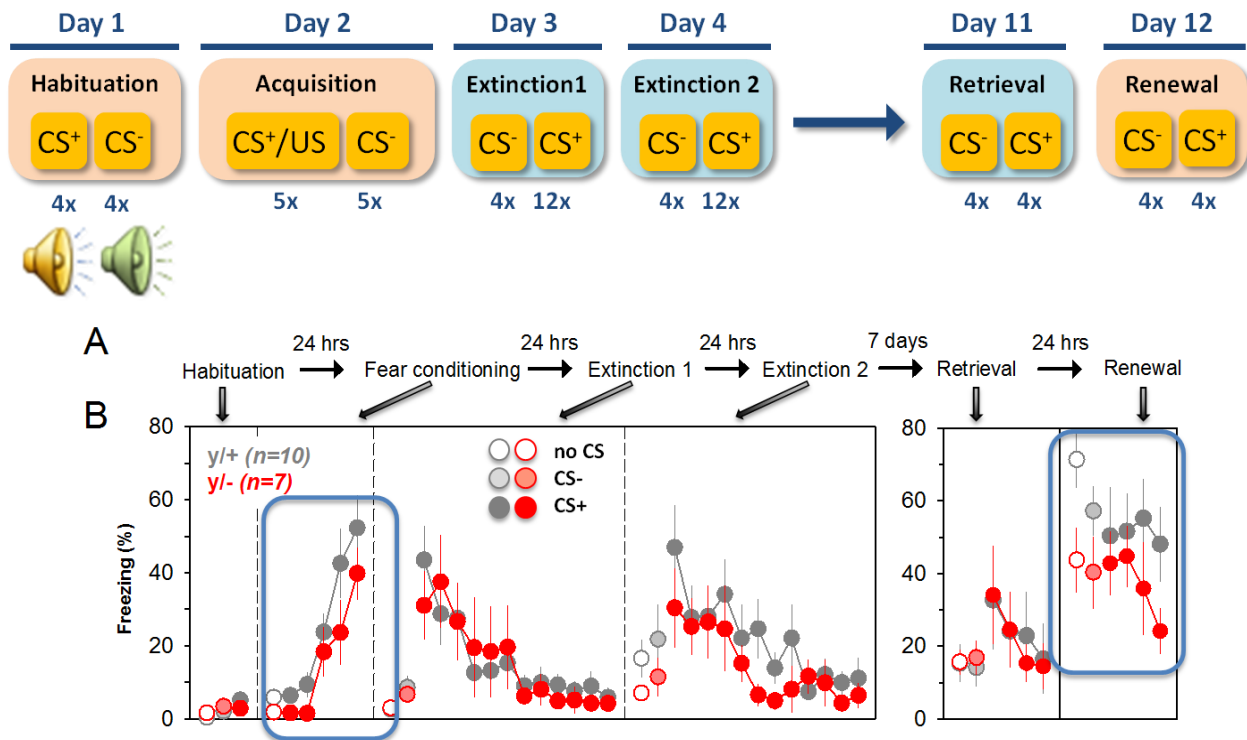 Day 1 Day 2 Day 3 Day 4 Day 11 Day 12
Habituation Acquisition Extinction1 Extinction 2 Retrieval Renewal
CS+ CS- CS+/US CS- CS- CS+ CS- CS+ CS- CS+ CS- CS+
4x 4x 5x 5x 4x 12x 4x 12x 4x 4x 4x 4x
A
24 hrs 24 hrs 24 hrs 7 days 24 hrs
Habituation Fear conditioning Extinction 1 Extinction 2 Retrieval Renewal
B
80 80
y/+ (n=10) no CS
y/- (n=7) CS-
CS+
60 60
Freezing (%)
40 40
20 20
0 0